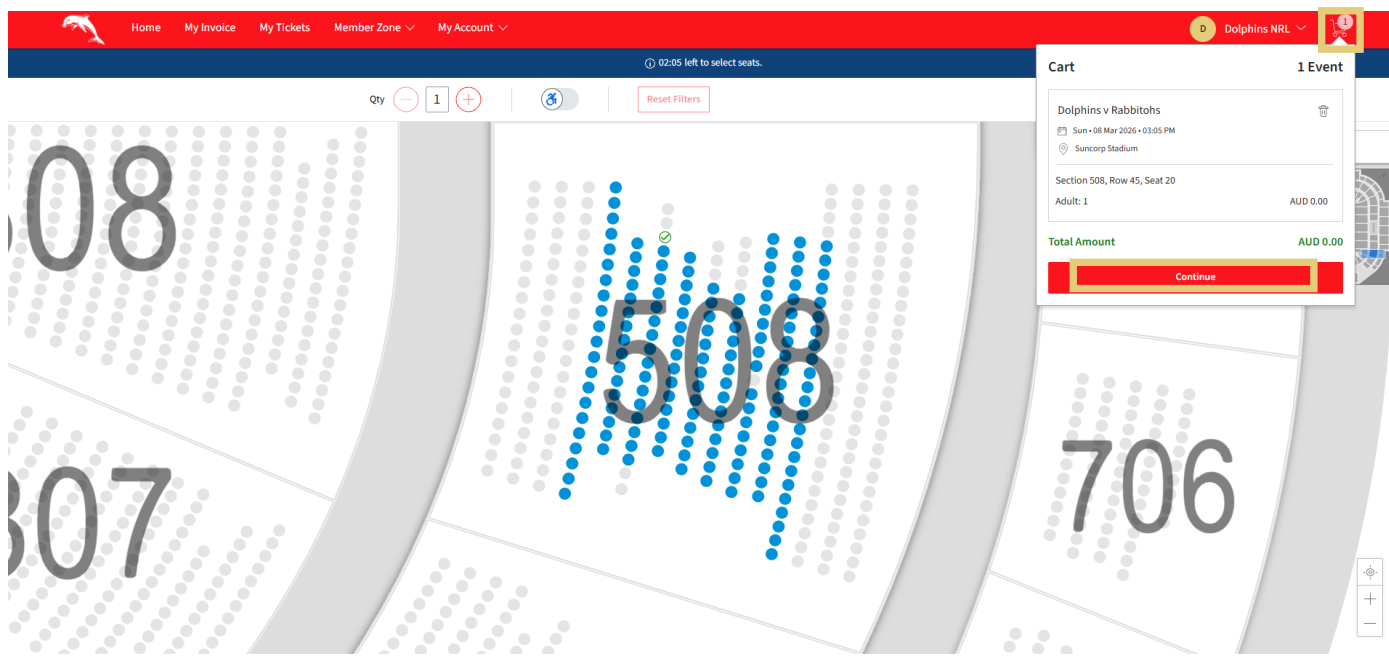 Home My Invoice My Tickets Member Zone My Account D Dolphins NRL 1
02:05 left to select seats.
Qty 1 Reset Filters
Cart 1 Event
Dolphins v Rabbitohs
Sun • 08 Mar 2026 • 03:05 PM
Suncorp Stadium
Section 508, Row 45, Seat 20
Adult: 1 AUD 0.00
Total Amount AUD 0.00
Continue
508
706